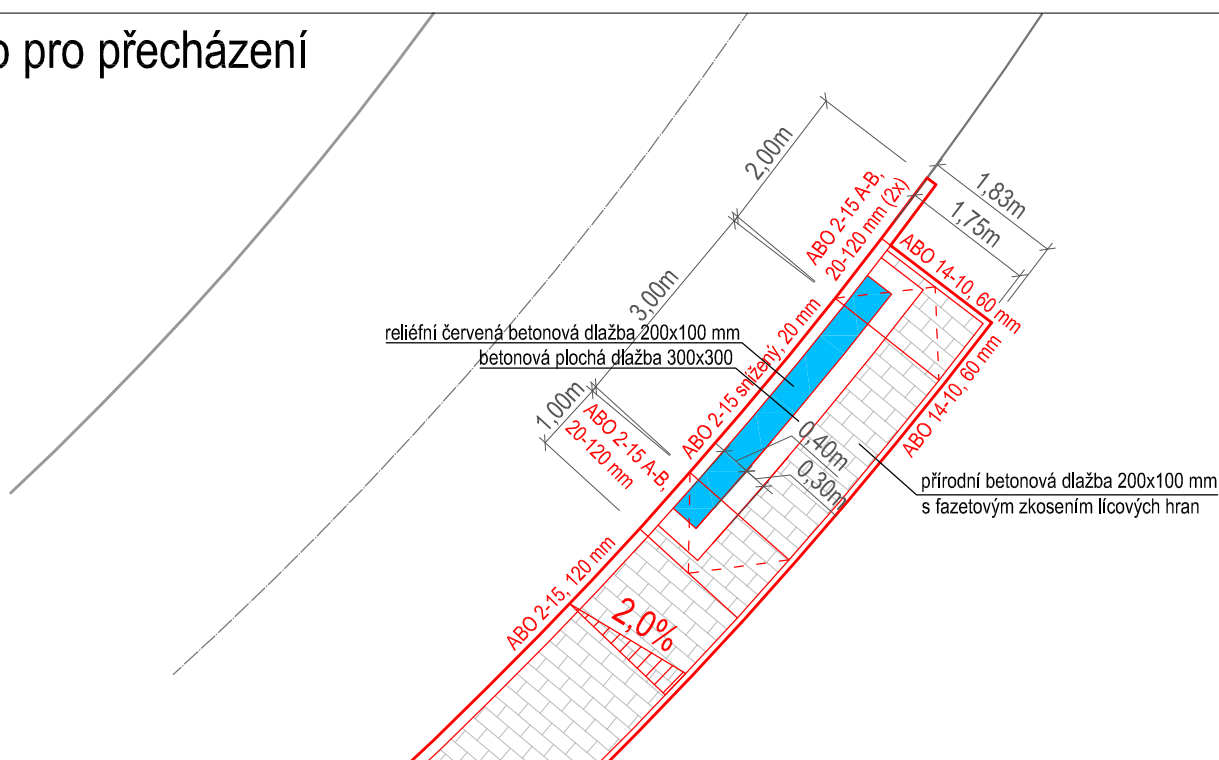 o pro přecházení
2,00m
ABO 2-15 A-B,
20-120 mm (2x)
1,83m
1,75m
ABO 14-10, 60 mm
3,00m
reliéfní červená betonová dlažba 200x100 mm
betonová plochá dlažba 300x300
ABO 2-15 snížený, 20 mm
ABO 14-10, 60 mm
1,00m
ABO 2-15 A-B,
20-120 mm
0,40m
0,30m
přírodní betonová dlažba 200x100 mm
s fazetovým zkosením lícových hran
ABO 2-15, 120 mm
2,0%